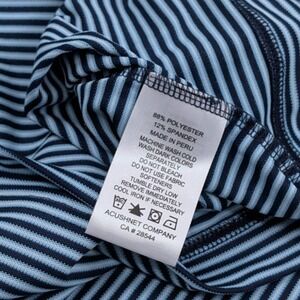 88% POLYESTER
12% SPANDEX
MADE IN PERU
MACHINE WASH COLD
WASH DARK COLORS
SEPARATELY
DO NOT BLEACH
DO NOT USE FABRIC
SOFTENERS
TUMBLE DRY LOW
REMOVE IMMEDIATELY
COOL IRON IF NECESSARY
ACUSHNET COMPANY
CA # 28544